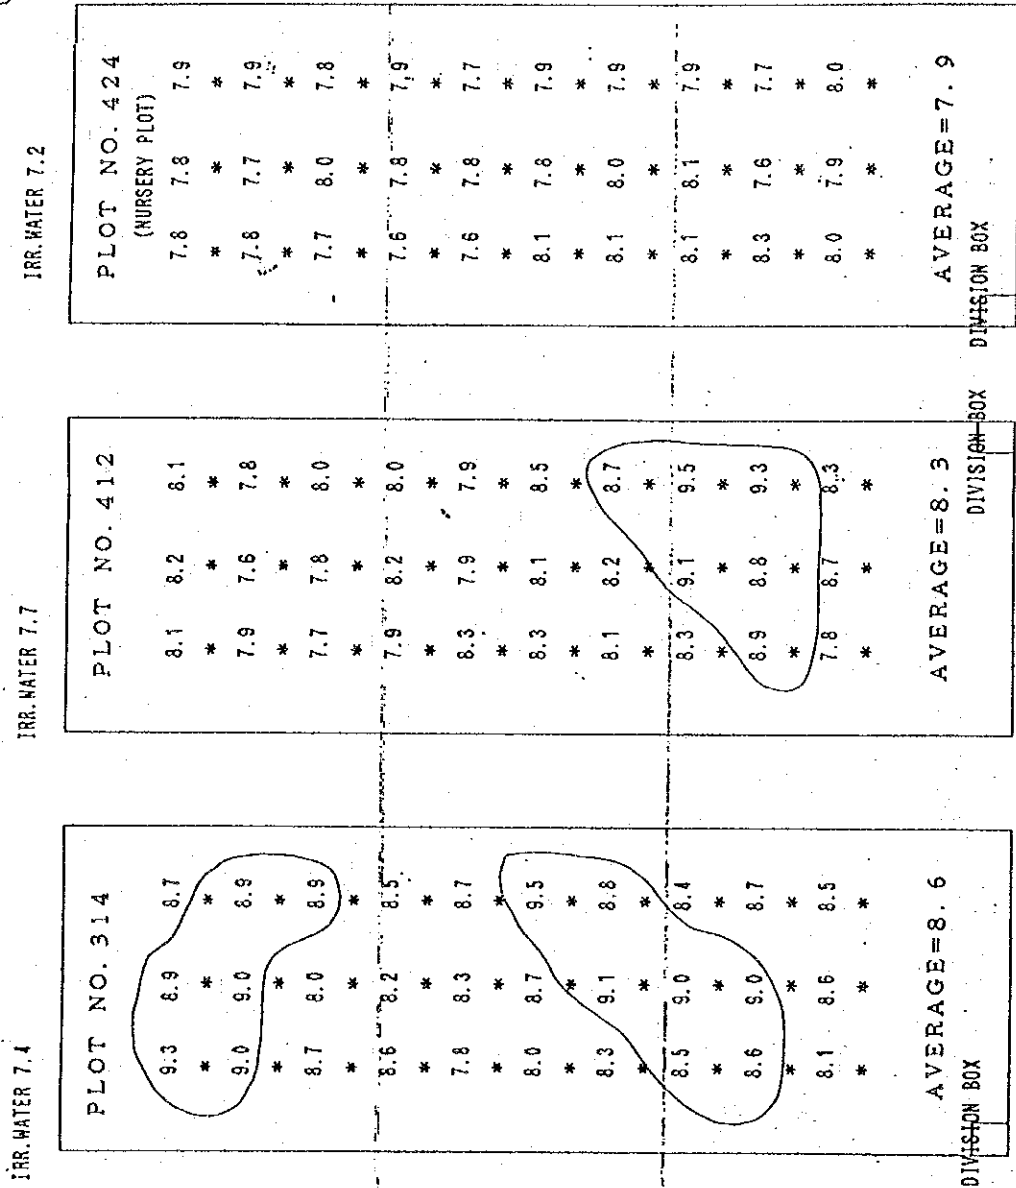 IRR.WATER 7.4
PLOT NO. 314
9.3 8.9 8.7
* * *
9.0 9.0 8.9
* * *
8.7 8.0 8.9
* * *
8.6 8.2 8.5
* * *
7.8 8.3 8.7
* * *
8.0 8.7 9.5
* * *
8.3 9.1 8.8
* * *
8.5 9.0 8.4
* * *
8.6 9.0 8.7
* * *
8.1 8.6 8.5
* * *
AVERAGE=8.6
DIVISION BOX
IRR.WATER 7.7
PLOT NO. 412
8.1 8.2 8.1
* * *
7.9 7.6 7.8
* * *
7.7 7.8 8.0
* * *
7.9 8.2 8.0
* * *
8.3 7.9 7.9
* * *
8.3 8.1 8.5
* * *
8.1 8.2 8.7
* * *
8.3 9.1 9.5
* * *
8.9 8.8 9.3
* * *
7.8 8.7 8.3
* * *
AVERAGE=8.3
DIVISION BOX
IRR.WATER 7.2
PLOT NO. 424
(NURSERY PLOT)
7.8 7.8 7.9
* * *
7.8 7.7 7.9
* * *
7.7 8.0 7.8
* * *
7.6 7.8 7.9
* * *
7.6 7.8 7.7
* * *
8.1 7.8 7.9
* * *
8.1 8.0 7.9
* * *
8.1 8.1 7.9
* * *
8.3 7.6 7.7
* * *
8.0 7.9 8.0
* * *
AVERAGE=7.9
DIVISION BOX